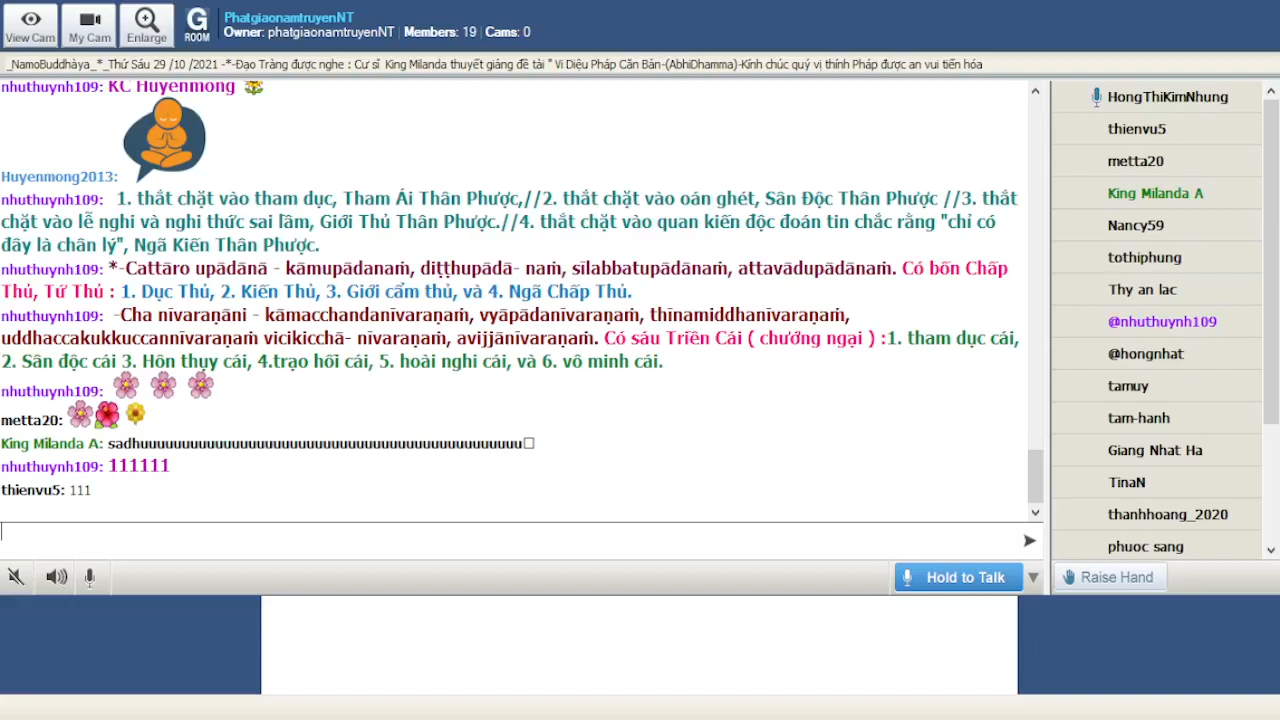 View Cam
My Cam
Enlarge
G
ROOM
PhatgiaonamtruyenNT
Owner: phatgiaonamtruyenNT | Members: 19 | Cams: 0
_NamoBuddhàya_*_Thứ Sáu 29 /10 /2021 -*-Đạo Tràng được nghe : Cư sĩ King Milanda thuyết giảng đề tài " Vi Diệu Pháp Căn Bản-(AbhiDhamma)-Kính chúc quý vị thính Pháp được an vui tiến hóa
nhuthuynh109: KC Huyenmong
Huyenmong2013:
nhuthuynh109: 1. thắt chặt vào tham dục, Tham Ái Thân Phược,//2. thắt chặt vào oán ghét, Sân Độc Thân Phược //3. thắt
chặt vào lễ nghi và nghi thức sai lầm, Giới Thủ Thân Phược.//4. thắt chặt vào quan kiến độc đoán tin chắc rằng "chỉ có
đây là chân lý", Ngã Kiến Thân Phược.
nhuthuynh109: *-Cattāro upādānā - kāmupādanaṁ, diṭṭhupādā- naṁ, sīlabbatupādānaṁ, attavādupādānaṁ. Có bốn Chấp
Thủ, Tứ Thủ : 1. Dục Thủ, 2. Kiến Thủ, 3. Giới cấm thủ, và 4. Ngã Chấp Thủ.
nhuthuynh109: -Cha nīvaraṇāni - kāmacchandanīvaraṇaṁ, vyāpādanīvaraṇaṁ, thīnamiddhanīvaraṇaṁ,
uddhaccakukkuccannīvaraṇaṁ vicikicchā- nīvaraṇaṁ, avijjānīvaraṇaṁ. Có sáu Triền Cái ( chướng ngại ) :1. tham dục cái,
2. Sân độc cái 3. Hôn thụy cái, 4.trạo hối cái, 5. hoài nghi cái, và 6. vô minh cái.
nhuthuynh109:
metta20:
King Milanda A: sadhuuuuuuuuuuuuuuuuuuuuuuuuuuuuuuuuuuuuuuuuuuuuuu□
nhuthuynh109: 111111
thienvu5: 111
Hold to Talk
HongThiKimNhung
thienvu5
metta20
King Milanda A
Nancy59
tothiphung
Thy an lac
@nhuthuynh109
@hongnhat
tamuy
tam-hanh
Giang Nhat Ha
TinaN
thanhhoang_2020
phuoc sang
Raise Hand